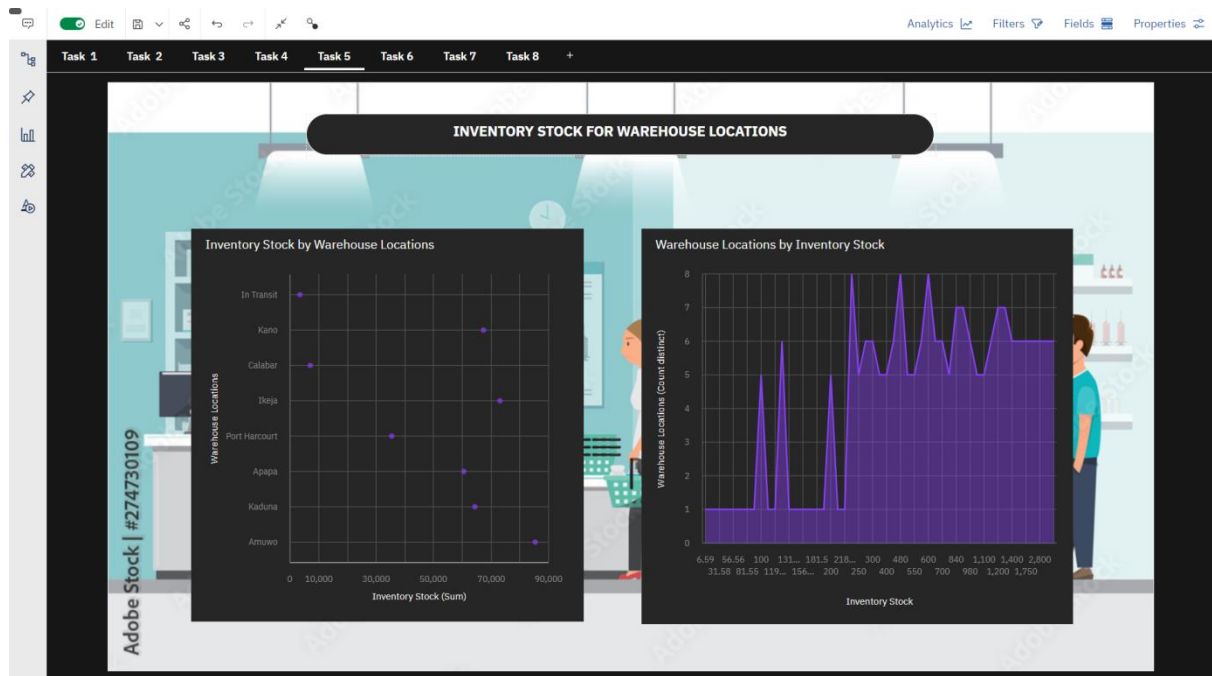 Edit
Analytics
Filters
Fields
Properties
Task 1 Task 2 Task 3 Task 4 Task 5 Task 6 Task 7 Task 8 +
INVENTORY STOCK FOR WAREHOUSE LOCATIONS
Inventory Stock by Warehouse Locations
Warehouse Locations
In Transit
Kano
Calabar
Ikeja
Port Harcourt
Apapa
Kaduna
Amuwo
0 10,000 30,000 50,000 70,000 90,000
Inventory Stock (Sum)
Warehouse Locations by Inventory Stock
Warehouse Locations (Count distinct)
8
7
6
5
4
3
2
1
0
6.59 56.56 100 131... 181.5 218... 300 480 600 840 1,100 1,400 2,800
31.58 81.55 119... 156... 200 250 400 550 700 980 1,200 1,750
Inventory Stock
Adobe Stock | #274730109